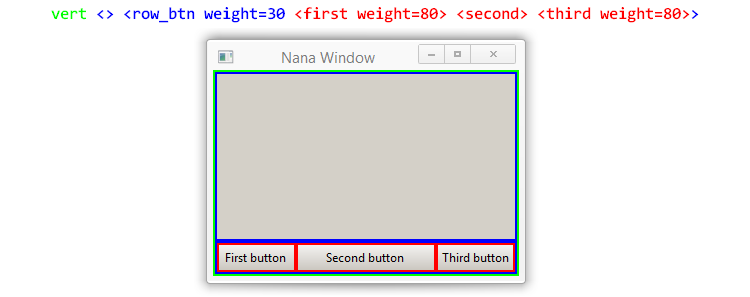 vert <> <row_btn weight=30 <first weight=80> <second> <third weight=80>>
Nana Window
First button Second button Third button